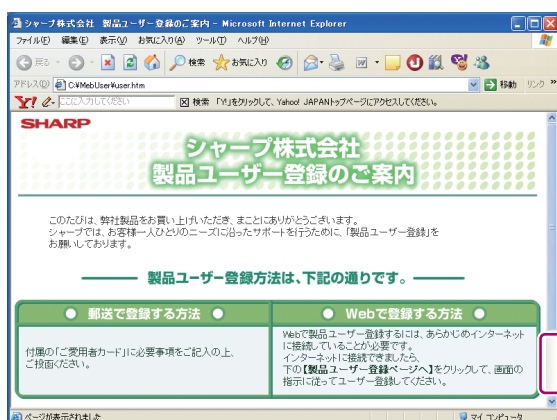 シャープ株式会社 製品ユーザー登録のご案内 - Microsoft Internet Explorer
ファイル(F) 編集(E) 表示(V) お気に入り(A) ツール(T) ヘルプ(H)
戻る 検索 お気に入り
アドレス(D) C:¥MebUser¥user.htm 移動 リンク »
Y! ここに入力してください 検索 「Y!」をクリックして、Yahoo! JAPANトップページにアクセスしてください。
SHARP
シャープ株式会社
製品ユーザー登録のご案内
このたびは、弊社製品をお買い上げいただき、まことにありがとうございます。
シャープでは、お客様一人ひとりのニーズに沿ったサポートを行うために、「製品ユーザー登録」を
お願いしております。
製品ユーザー登録方法は、下記の通りです。
郵送で登録する方法
付属の「ご愛用者カード」に必要事項をご記入の上、
ご投函ください。
Webで登録する方法
Webで製品ユーザー登録するには、あらかじめインターネット
に接続していることが必要です。
インターネットに接続できましたら、
下の【製品ユーザー登録ページへ】をクリックして、画面の
指示に従ってユーザー登録してください。
ページが表示されました マイ コンピュータ